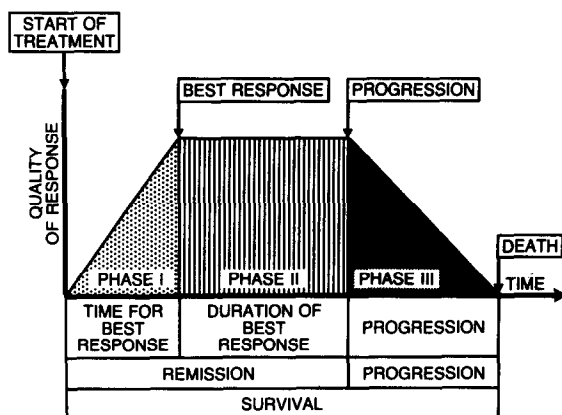 START OF
TREATMENT
BEST RESPONSE
PROGRESSION
QUALITY
OF RESPONSE
DEATH
PHASE I
PHASE II
PHASE III
TIME
TIME FOR
BEST
RESPONSE
DURATION OF
BEST
RESPONSE
PROGRESSION
REMISSION
PROGRESSION
SURVIVAL